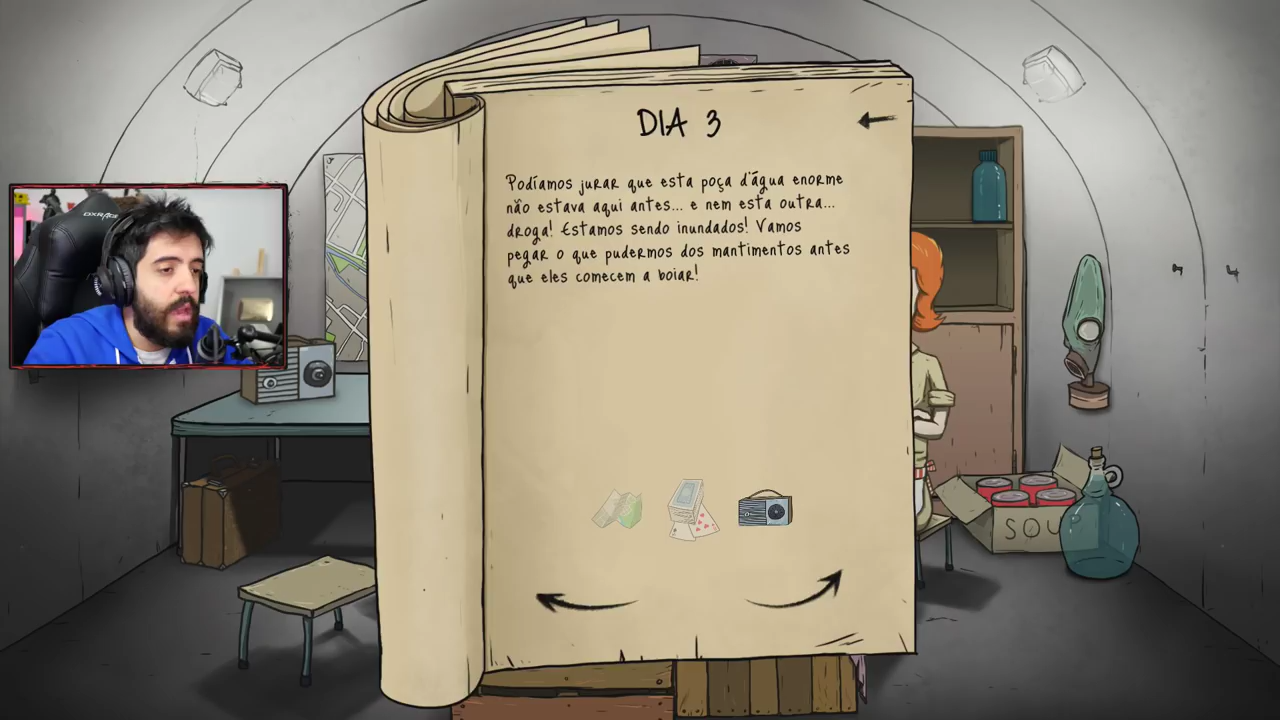 DIA 3
Podíamos jurar que esta poça d'água enorme
não estava aqui antes... e nem esta outra...
droga! Estamos sendo inundados! Vamos
pegar o que pudermos dos mantimentos antes
que eles comecem a boiar!
DXRACER
SOU